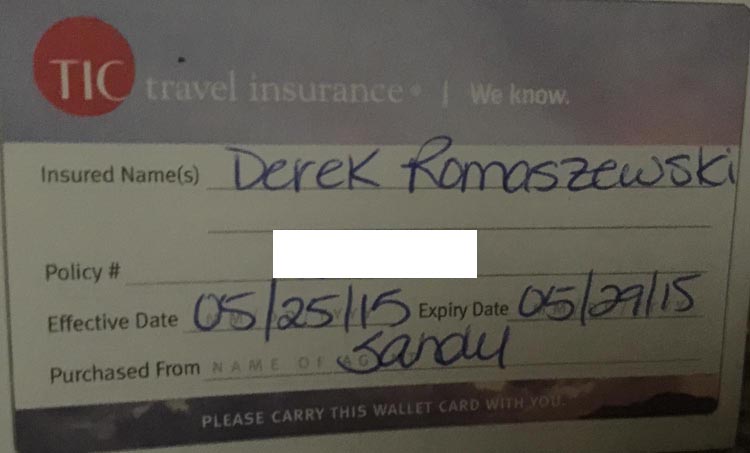 TIC travel insurance | We know.
Insured Name(s) Derek Romaszewski
Policy #
Effective Date 05/25/15 Expiry Date 05/29/15
Purchased From NAME OF AG Sandy
PLEASE CARRY THIS WALLET CARD WITH YOU.